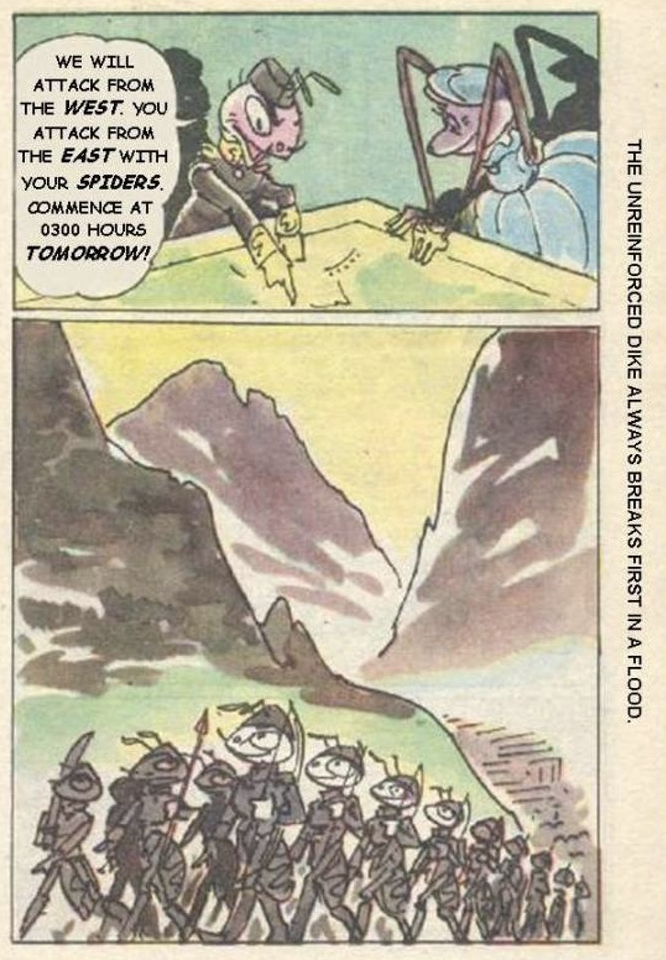 WE WILL
ATTACK FROM
THE WEST. YOU
ATTACK FROM
THE EAST WITH
YOUR SPIDERS.
COMMENCE AT
0300 HOURS
TOMORROW!
THE UNREINFORCED DIKE ALWAYS BREAKS FIRST IN A FLOOD.